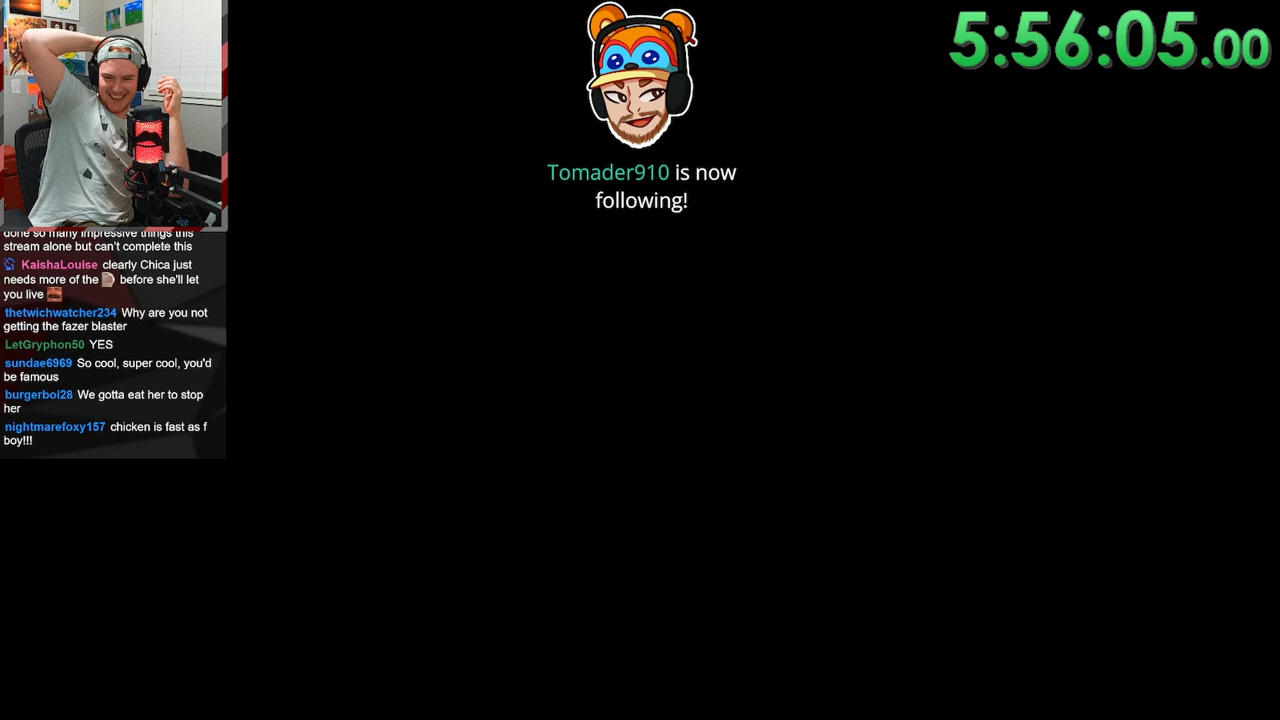 5:56:05.00
Tomader910 is now
following!
done so many impressive things this
stream alone but can't complete this
KaishaLouise clearly Chica just
needs more of the before she'll let
you live
thetwichwatcher234 Why are you not
getting the fazer blaster
LetGryphon50 YES
sundae6969 So cool, super cool, you'd
be famous
burgerboi28 We gotta eat her to stop
her
nightmarefoxy157 chicken is fast as f
boy!!!